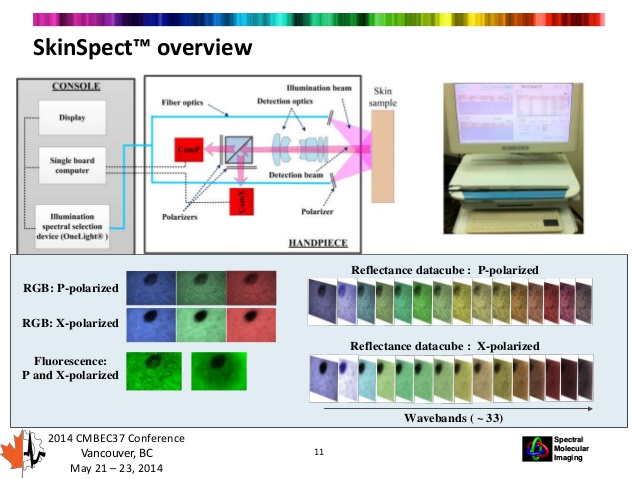 SkinSpect™ overview
CONSOLE
Display
Single board
computer
Illumination
spectral selection
device (OneLight®)
Fiber optics
Illumination beam
Detection optics
Skin
sample
CamP
CamX
Polarizers
Detection beam
Polarizer
HANDPIECE
RGB: P-polarized
RGB: X-polarized
Fluorescence:
P and X-polarized
Reflectance datacube : P-polarized
Reflectance datacube : X-polarized
Wavebands ( ~ 33)
2014 CMBEC37 Conference
Vancouver, BC
May 21 – 23, 2014
11
Spectral
Molecular
Imaging